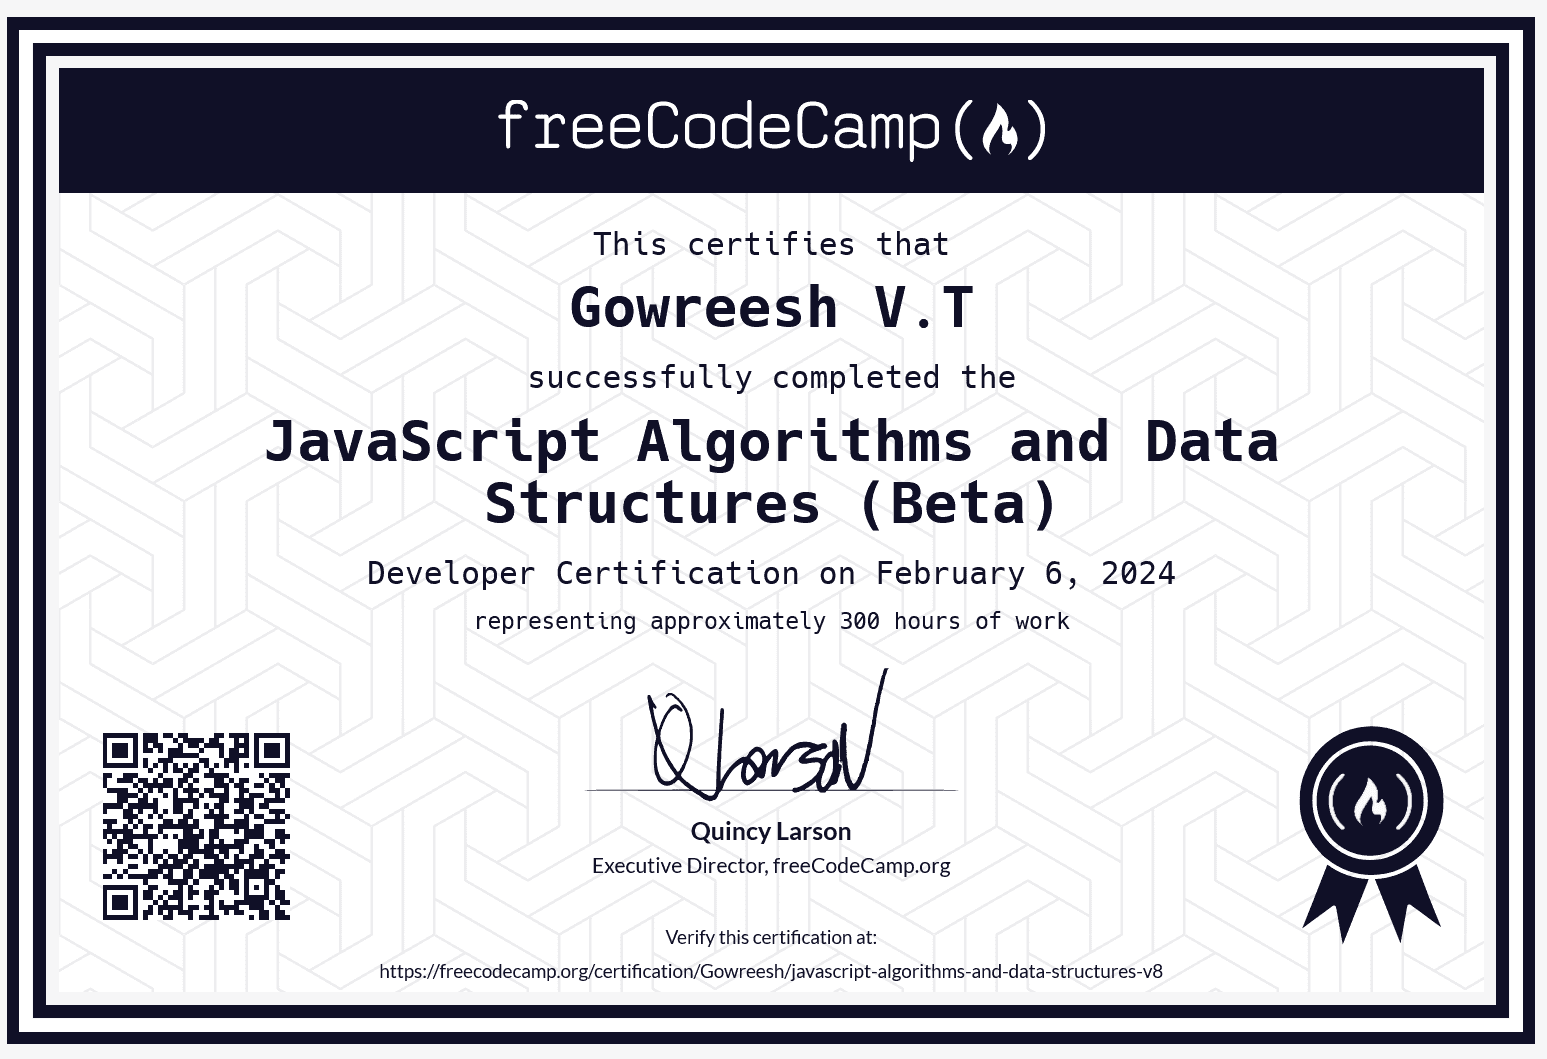 freeCodeCamp
This certifies that
Gowreesh V.T
successfully completed the
JavaScript Algorithms and Data
Structures (Beta)
Developer Certification on February 6, 2024
representing approximately 300 hours of work
Quincy Larson
Executive Director, freeCodeCamp.org
Verify this certification at:
https://freecodecamp.org/certification/Gowreesh/javascript-algorithms-and-data-structures-v8